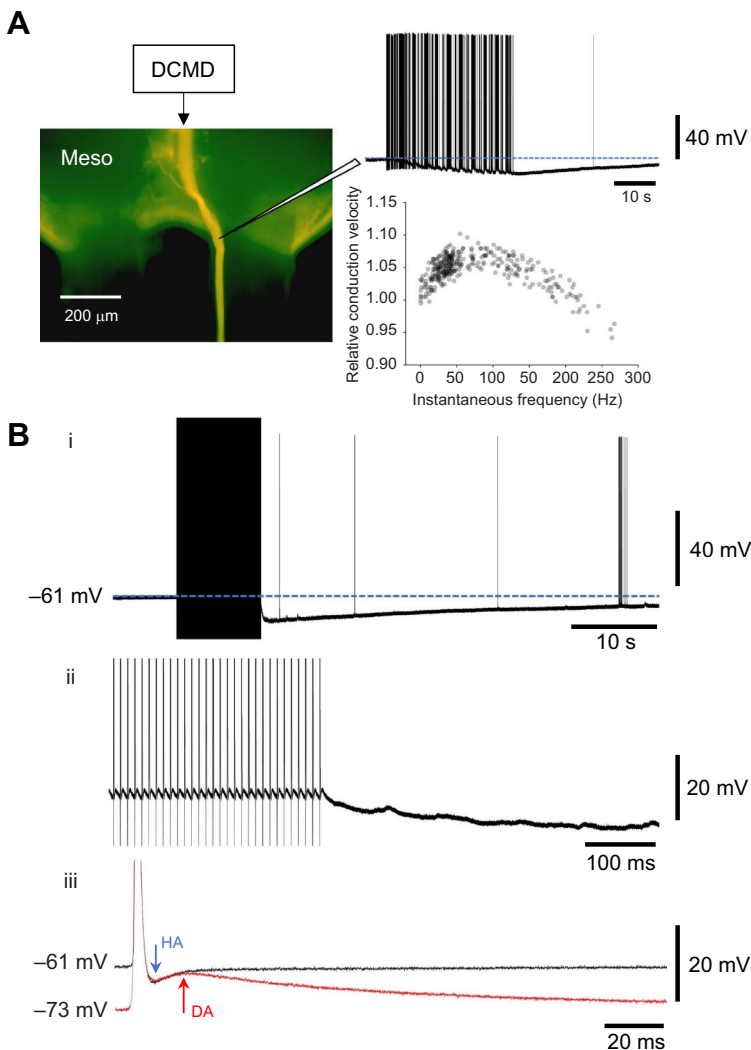 A
DCMD
Meso
200 μm
40 mV
10 s
Relative conduction velocity
1.15
1.10
1.05
1.00
0.95
0.90
0 50 100 50 200 250 300
Instantaneous frequency (Hz)
B
i
–61 mV
40 mV
10 s
ii
20 mV
100 ms
iii
HA
–61 mV
20 mV
–73 mV
DA
20 ms